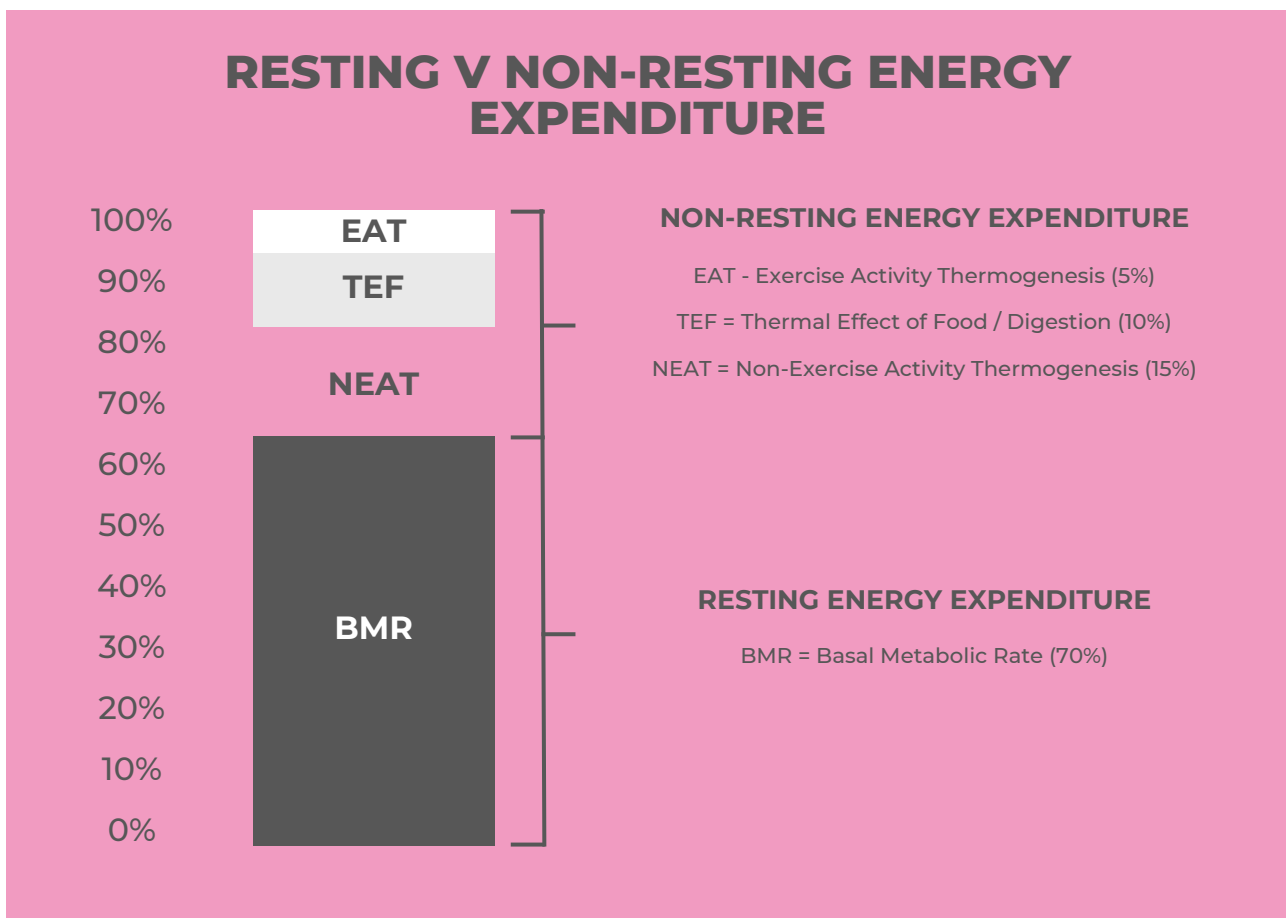 RESTING V NON-RESTING ENERGY
EXPENDITURE
100%
90%
80%
70%
60%
50%
40%
30%
20%
10%
0%
EAT
TEF
NEAT
BMR
NON-RESTING ENERGY EXPENDITURE
EAT - Exercise Activity Thermogenesis (5%)
TEF = Thermal Effect of Food / Digestion (10%)
NEAT = Non-Exercise Activity Thermogenesis (15%)
RESTING ENERGY EXPENDITURE
BMR = Basal Metabolic Rate (70%)